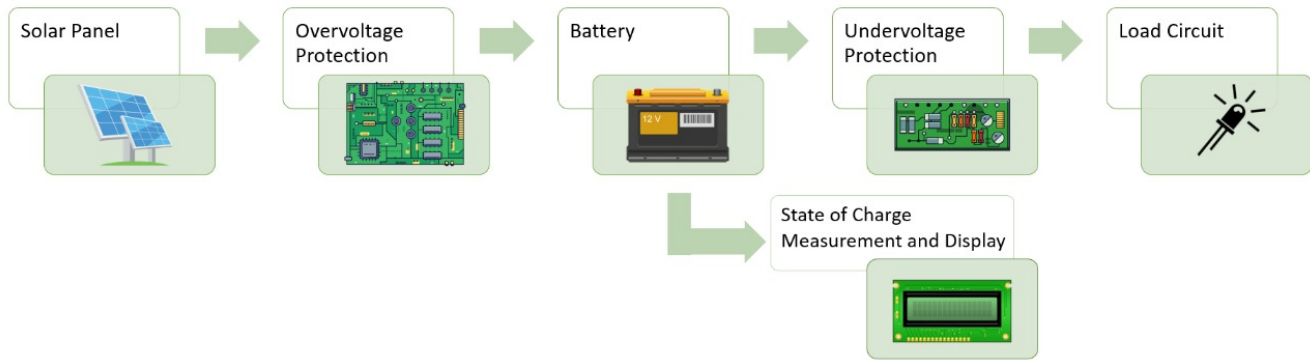 Solar Panel
Overvoltage
Protection
Battery
Undervoltage
Protection
Load Circuit
12 V
State of Charge
Measurement and Display